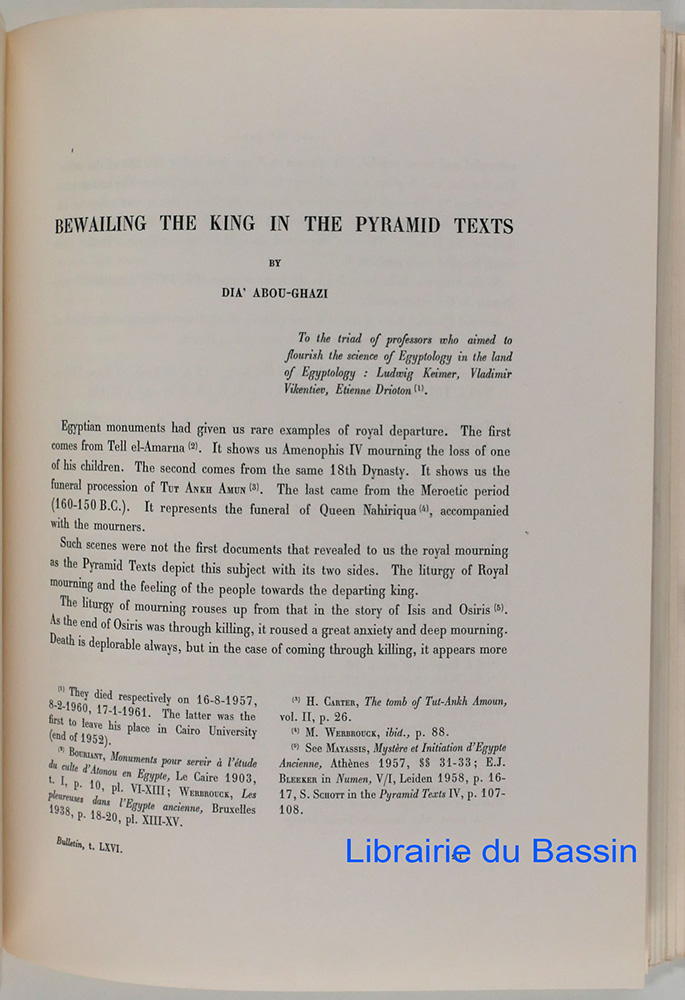 BEWAILING THE KING IN THE PYRAMID TEXTS
BY
DIA' ABOU-GHAZI
To the triad of professors who aimed to
flourish the science of Egyptology in the land
of Egyptology : Ludwig Keimer, Vladimir
Vikentiev, Etienne Drioton (1).
Egyptian monuments had given us rare examples of royal departure. The first
comes from Tell el-Amarna (2). It shows us Amenophis IV mourning the loss of one
of his children. The second comes from the same 18th Dynasty. It shows us the
funeral procession of TUT ANKH AMUN (3). The last came from the Meroetic period
(160-150 B.C.). It represents the funeral of Queen Nahiriqua (4), accompanied
with the mourners.
Such scenes were not the first documents that revealed to us the royal mourning
as the Pyramid Texts depict this subject with its two sides. The liturgy of Royal
mourning and the feeling of the people towards the departing king.
The liturgy of mourning rouses up from that in the story of Isis and Osiris (5).
As the end of Osiris was through killing, it roused a great anxiety and deep mourning.
Death is deplorable always, but in the case of coming through killing, it appears more
(1) They died respectively on 16-8-1957,
8-2-1960, 17-1-1961. The latter was the
first to leave his place in Cairo University
(end of 1952).
(2) BOURIANT, Monuments pour servir à l'étude
du culte d'Atonou en Egypte, Le Caire 1903,
t. I, p. 10, pl. VI-XIII; WERBROUCK, Les
pleureuses dans l'Egypte ancienne, Bruxelles
1938, p. 18-20, pl. XIII-XV.
(3) H. CARTER, The tomb of Tut-Ankh Amoun,
vol. II, p. 26.
(4) M. WERBROUCK, ibid., p. 88.
(5) See MAYASSIS, Mystère et Initiation d'Egypte
Ancienne, Athènes 1957, §§ 31-33; E.J.
BLEEKER in Numen, V/I, Leiden 1958, p. 16-
17, S. SCHOTT in the Pyramid Texts IV, p. 107-
108.
Bulletin, t. LXVI.
Librairie du Bassin